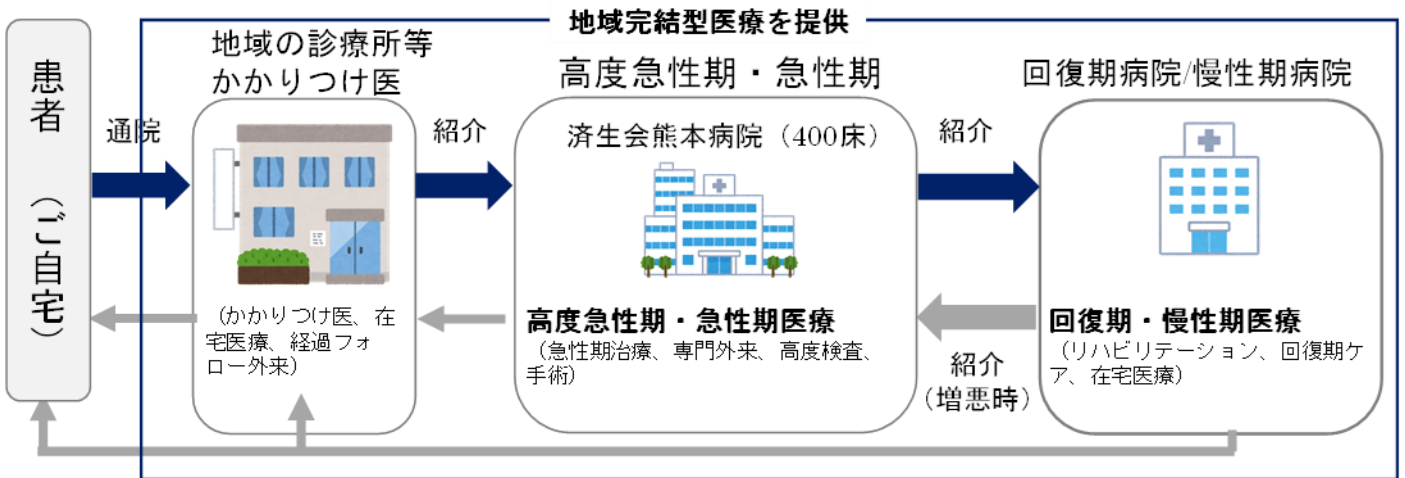 地域完結型医療を提供
患者（ご自宅）
通院
地域の診療所等
かかりつけ医
（かかりつけ医、在
宅医療、経過フォ
ロー外来）
紹介
高度急性期・急性期
済生会熊本病院（400床）
高度急性期・急性期医療
（急性期治療、専門外来、高度検査、
手術）
紹介
紹介
（増悪時）
回復期病院/慢性期病院
回復期・慢性期医療
（リハビリテーション、回復期ケ
ア、在宅医療）